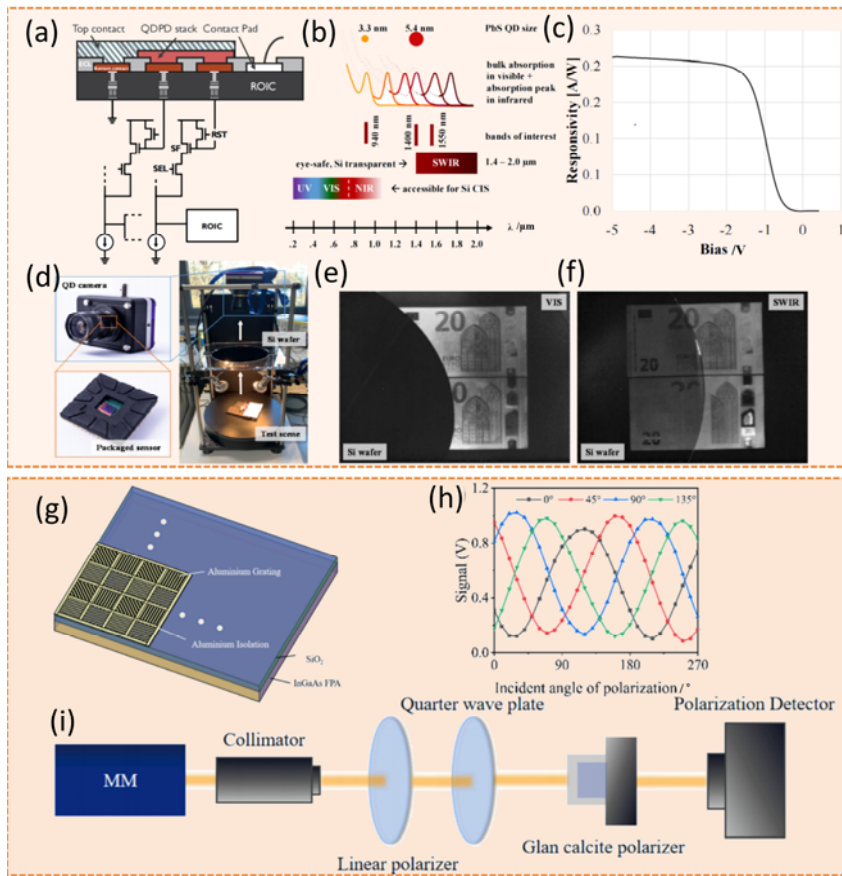 (a)
Top contact
QDPD stack
Contact Pad
ROIC
SF
RST
SEL
ROIC
(b)
3.3 nm
5.4 nm
PbS QD size
bulk absorption
in visible +
absorption peak
in infrared
940 nm
1400 nm
1550 nm
bands of interest
eye-safe, Si transparent →
SWIR
1.4 – 2.0 µm
UV
VIS
NIR
← accessible for Si CIS
λ /µm
.2 .4 .6 .8 1.0 1.2 1.4 1.6 1.8 2.0
(c)
Responsivity [A/W]
0.3
0.2
0.2
0.1
0.1
0.0
-5 -4 -3 -2 -1 0 1
Bias /V
(d)
QD camera
Packaged sensor
Si wafer
Test scene
(e)
VIS
20
20
EURO
Si wafer
(f)
SWIR
20
20
20
Si wafer
(g)
Aluminium Grating
Aluminium Isolation
SiO₂
InGaAs FPA
(h)
0° 45° 90° 135°
Signal (V)
1.2
0.8
0.4
0.0
0 90 180 270
Incident angle of polarization / °
(i)
MM
Collimator
Linear polarizer
Quarter wave plate
Glan calcite polarizer
Polarization Detector